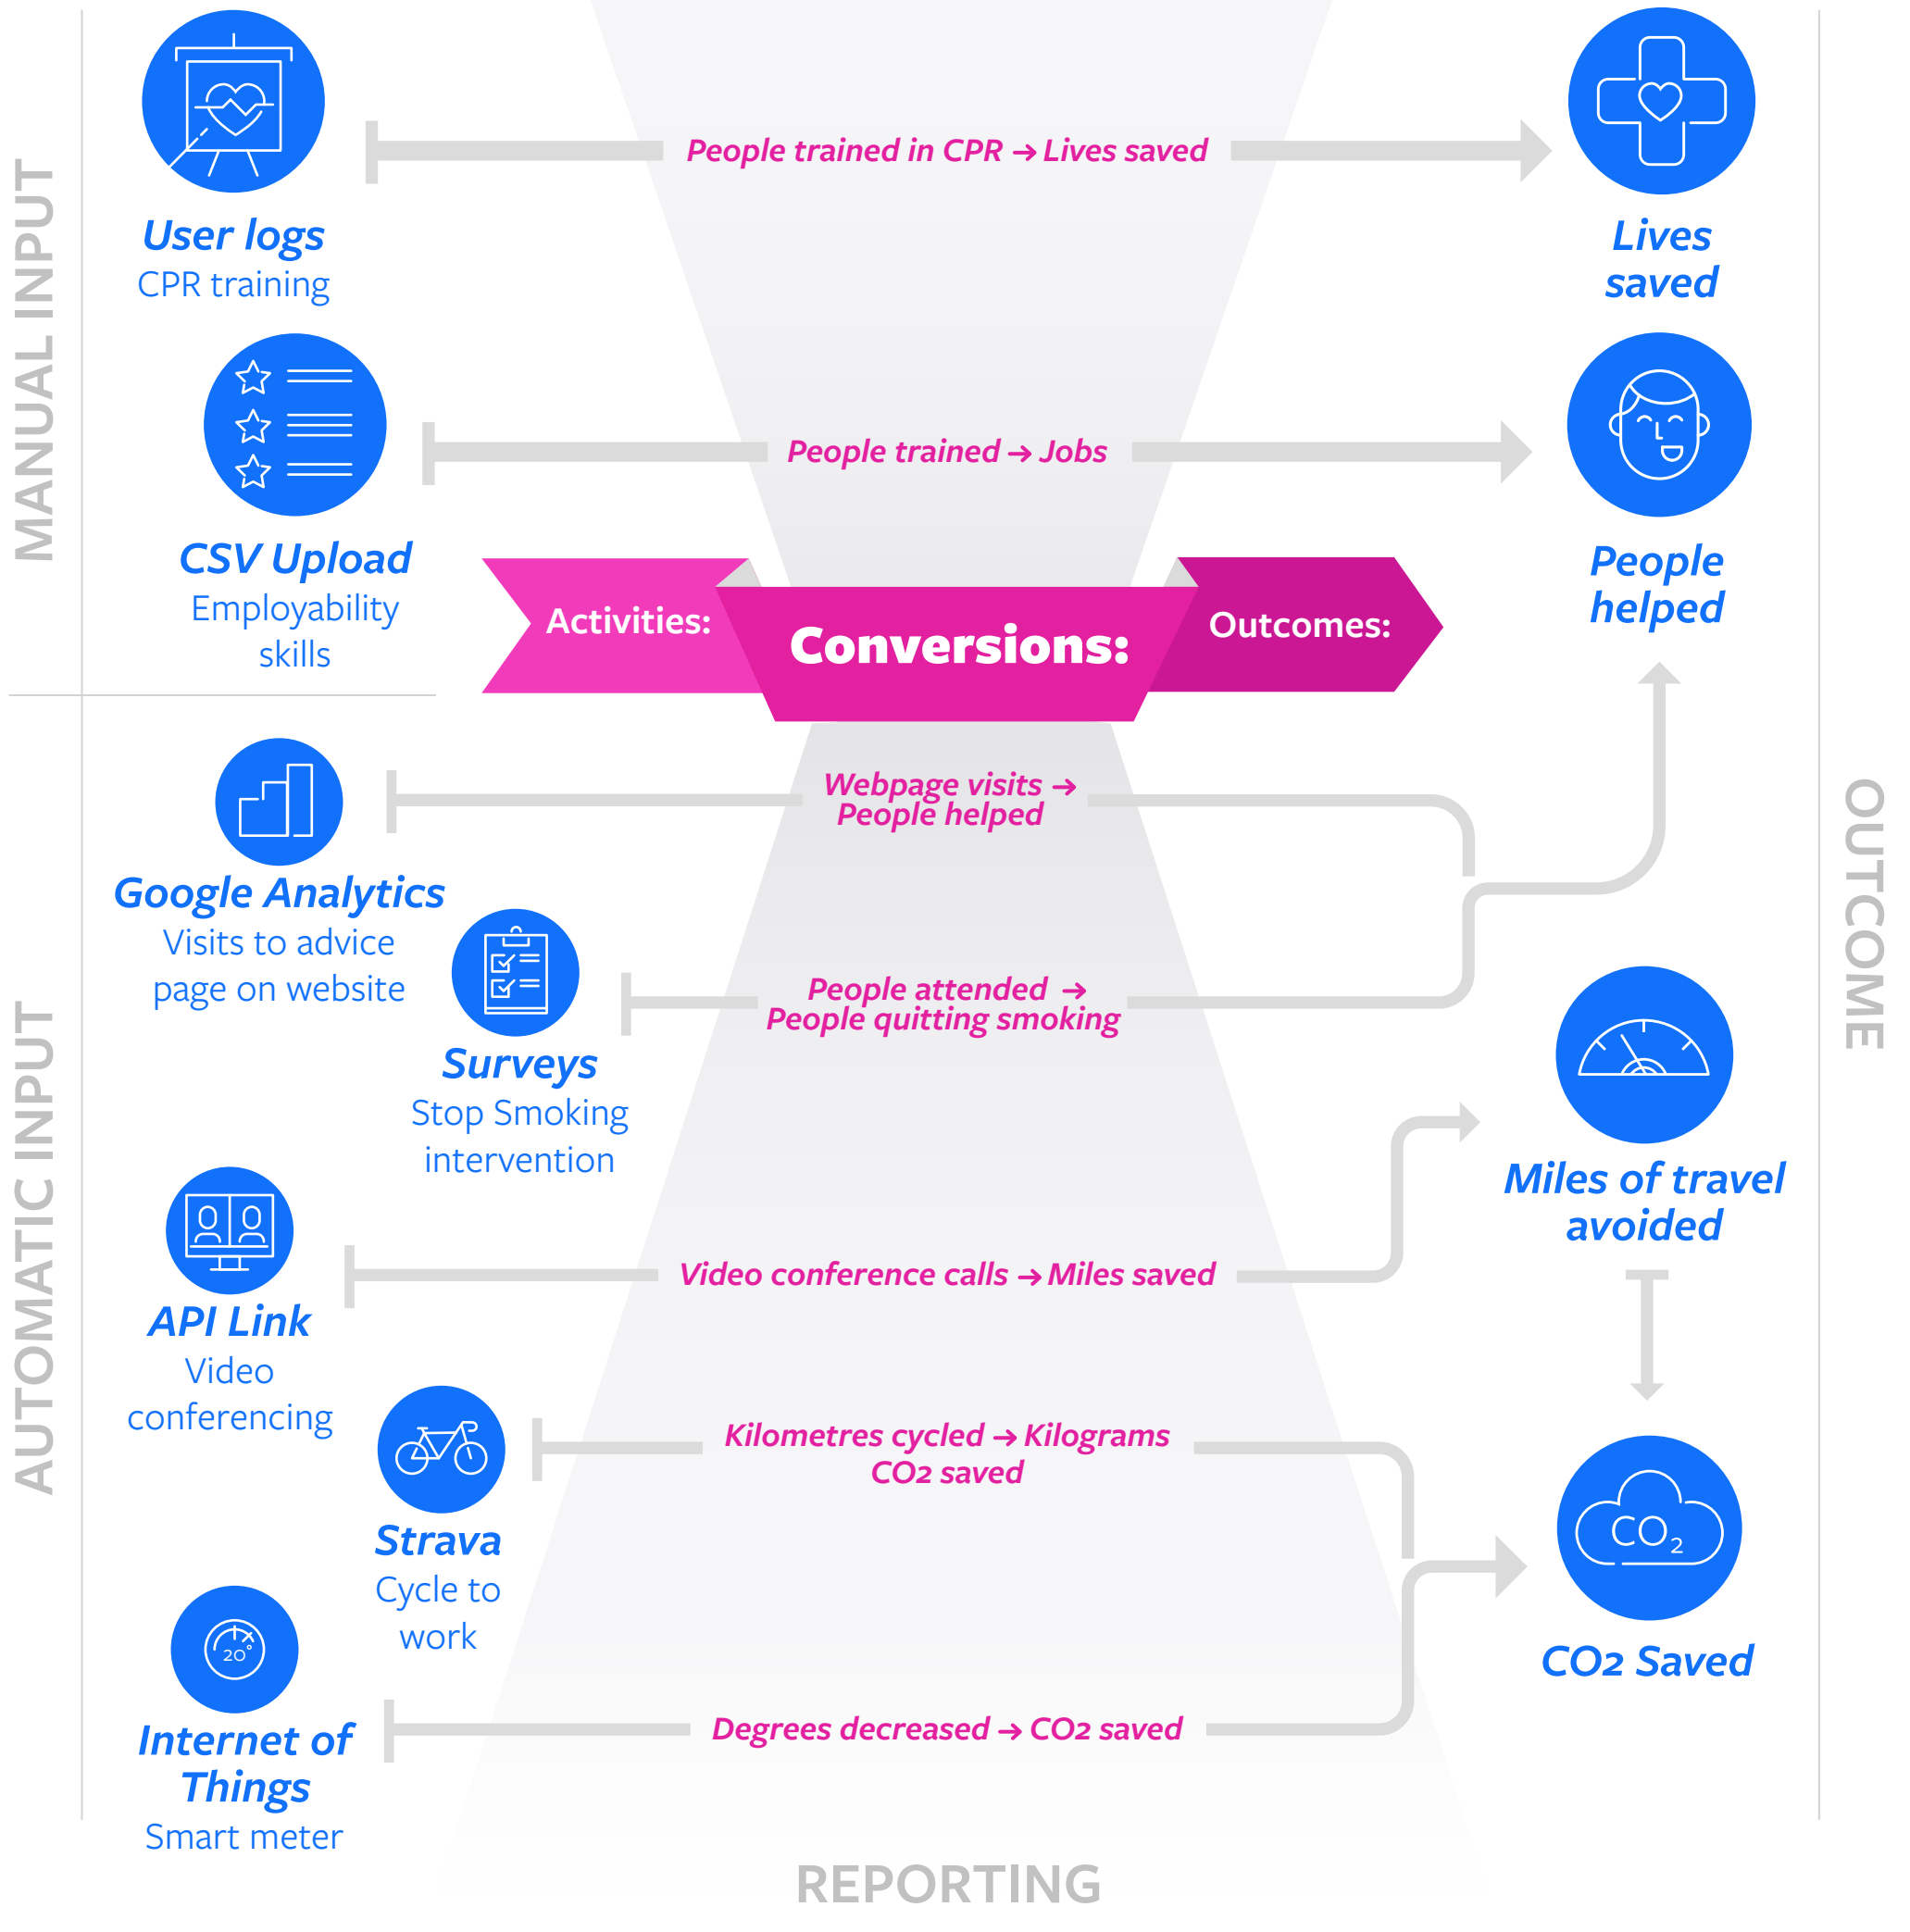 MANUAL INPUT
User logs
CPR training
People trained in CPR → Lives saved
Lives
saved
CSV Upload
Employability
skills
People trained → Jobs
People
helped
Activities:
Conversions:
Outcomes:
AUTOMATIC INPUT
Google Analytics
Visits to advice
page on website
Webpage visits →
People helped
Surveys
Stop Smoking
intervention
People attended →
People quitting smoking
OUTCOME
Miles of travel
avoided
API Link
Video
conferencing
Video conference calls → Miles saved
Strava
Cycle to
work
Kilometres cycled → Kilograms
CO2 saved
CO2
CO2 Saved
20°
Internet of
Things
Smart meter
Degrees decreased → CO2 saved
REPORTING